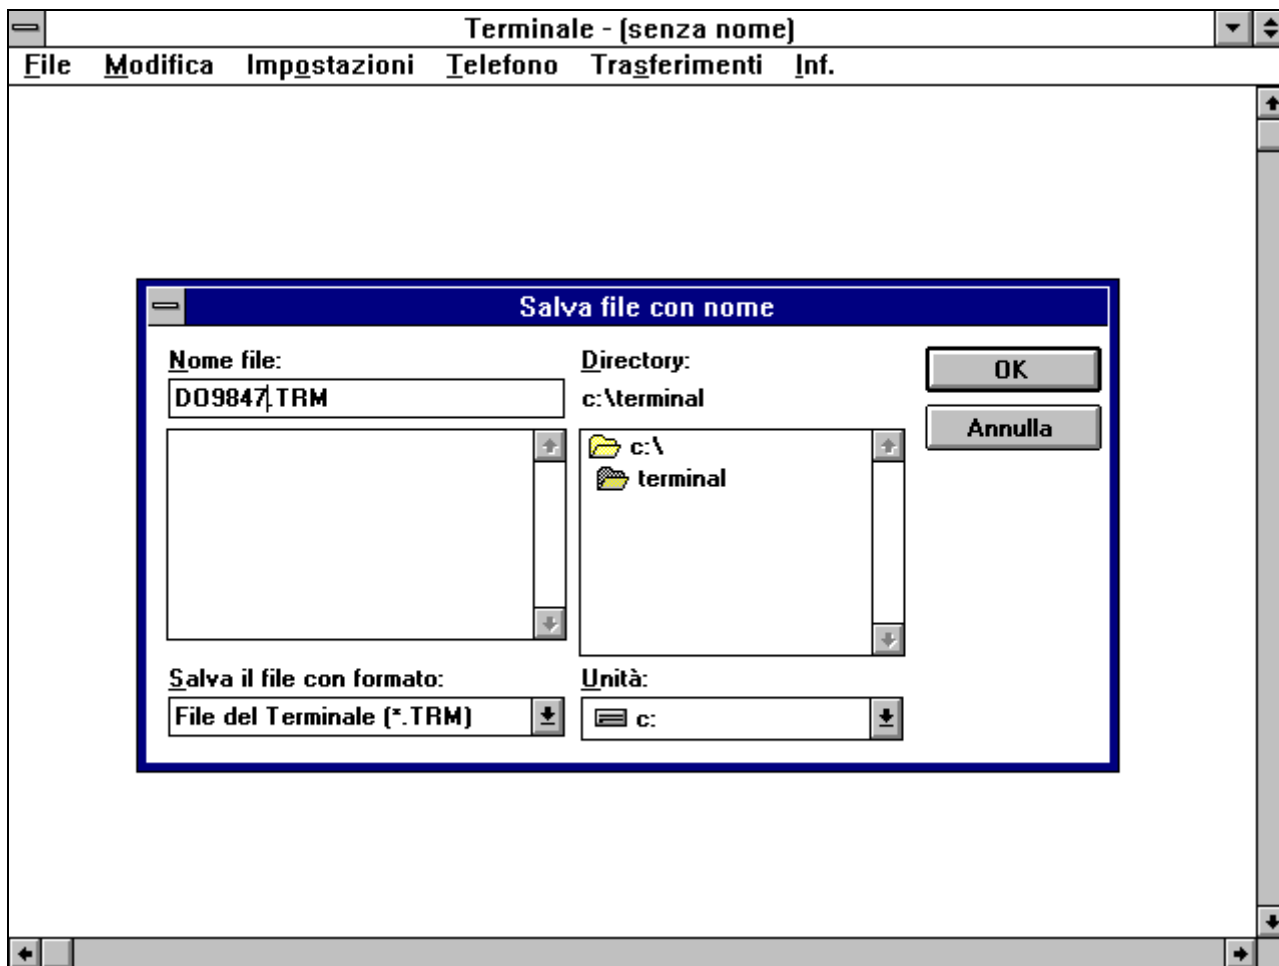 Terminale - (senza nome)
File Modifica Impostazioni Telefono Trasferimenti Inf.
Salva file con nome
Nome file: Directory:
DO9847.TRM c:\terminal
OK
Annulla
c:\
terminal
Salva il file con formato: Unità:
File del Terminale (*.TRM) c: